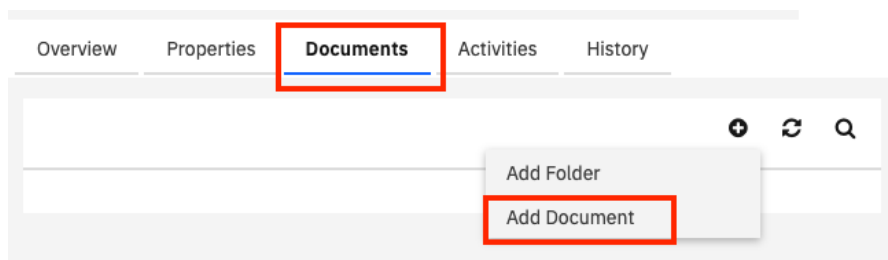 Overview Properties Documents Activities History
Add Folder
Add Document